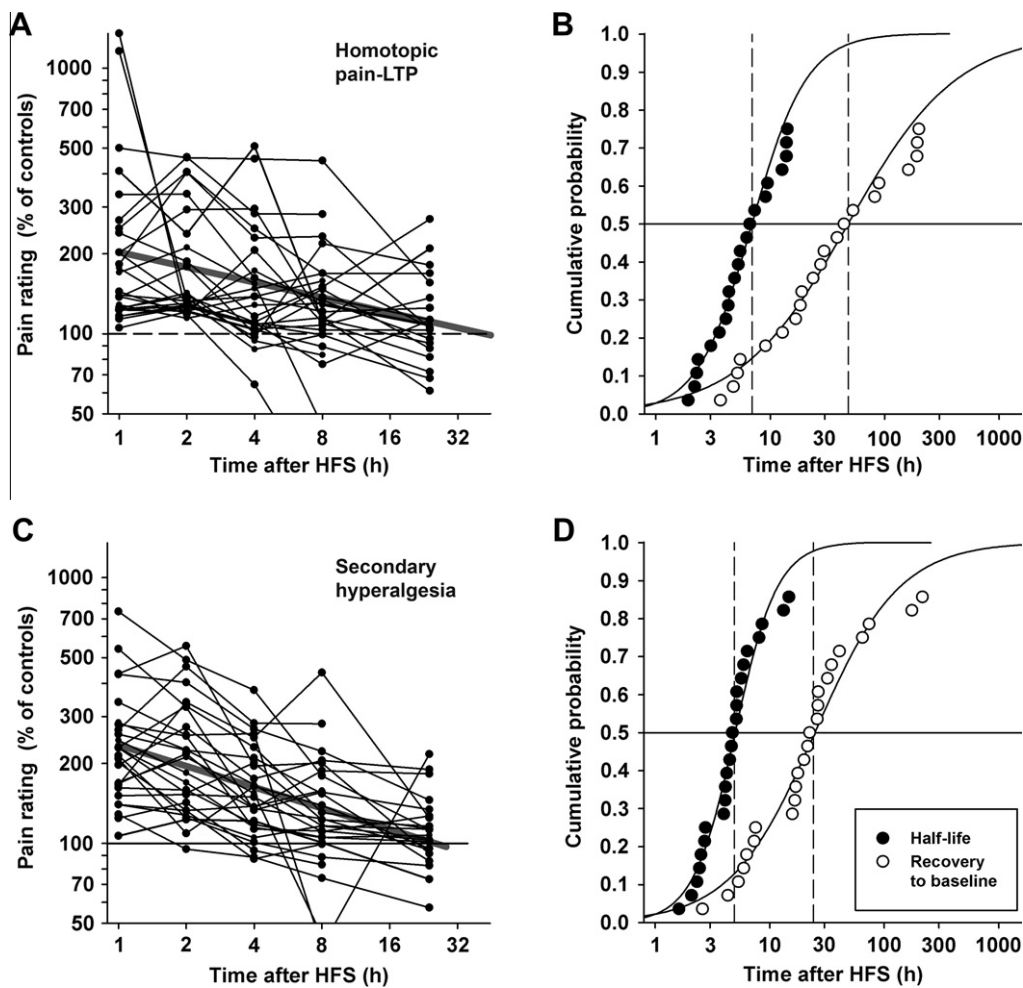 A
Homotopic
pain-LTP
Pain rating (% of controls)
1000
700
500
300
200
100
70
50
1 2 4 8 16 32
Time after HFS (h)
B
Cumulative probability
1.0
0.9
0.8
0.7
0.6
0.5
0.4
0.3
0.2
0.1
0.0
1 3 10 30 100 300 1000
Time after HFS (h)
C
Secondary
hyperalgesia
Pain rating (% of controls)
1000
700
500
300
200
100
70
50
1 2 4 8 16 32
Time after HFS (h)
D
Cumulative probability
1.0
0.9
0.8
0.7
0.6
0.5
0.4
0.3
0.2
0.1
0.0
Half-life
Recovery
to baseline
1 3 10 30 100 300 1000
Time after HFS (h)